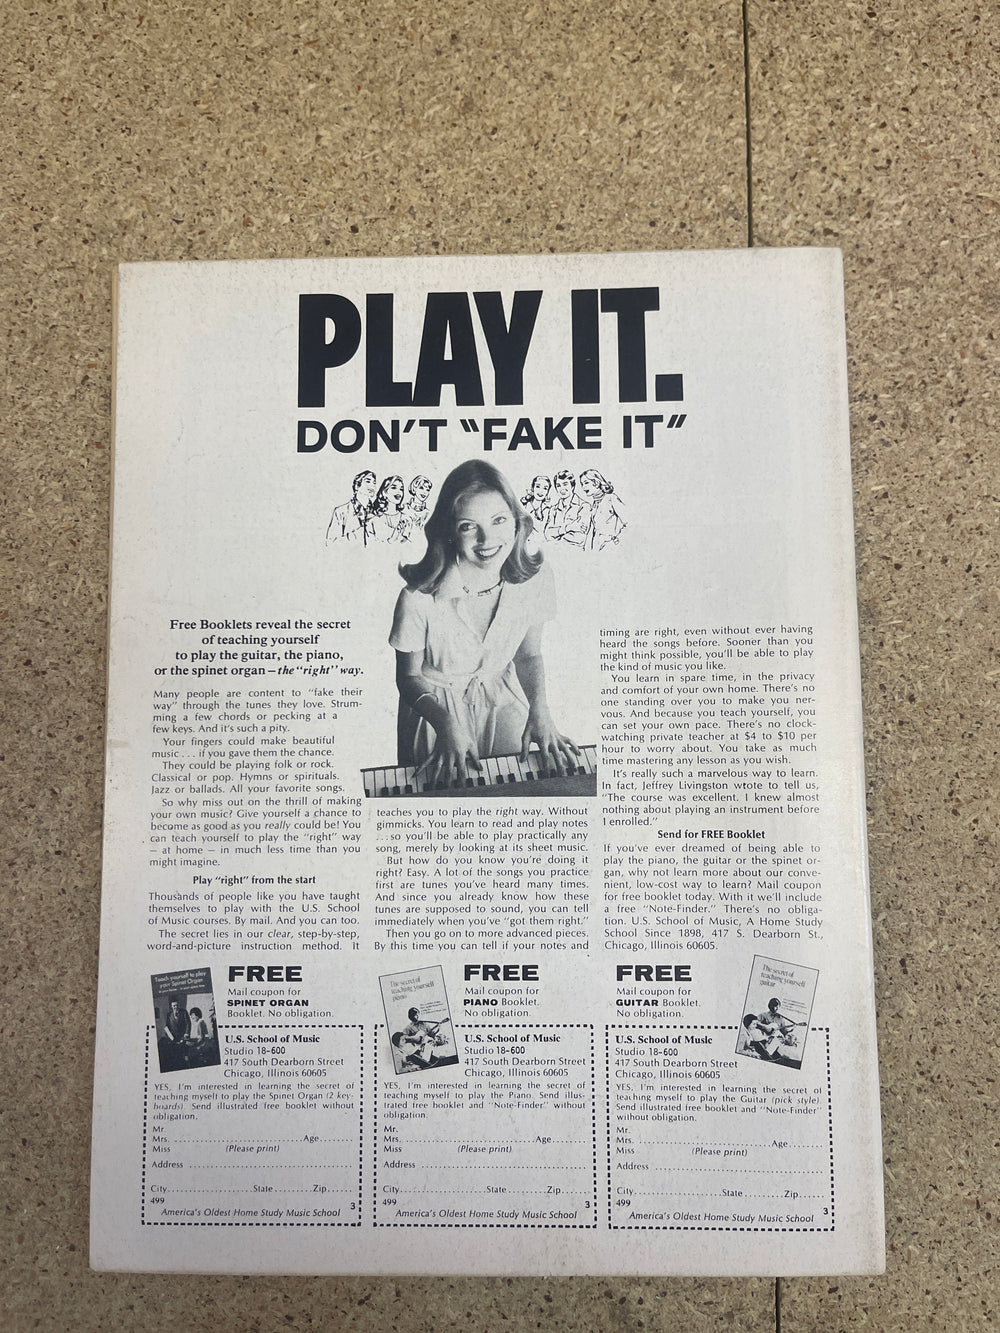 PLAY IT.
DON'T "FAKE IT"
Free Booklets reveal the secret
of teaching yourself
to play the guitar, the piano,
or the spinet organ – the "right" way.
Many people are content to "fake their
way" through the tunes they love. Strum-
ming a few chords or pecking at a
few keys. And it's such a pity.
Your fingers could make beautiful
music ... if you gave them the chance.
They could be playing folk or rock.
Classical or pop. Hymns or spirituals.
Jazz or ballads. All your favorite songs.
So why miss out on the thrill of making
your own music? Give yourself a chance to
become as good as you really could be! You
can teach yourself to play the "right" way
— at home — in much less time than you
might imagine.
Play "right" from the start
Thousands of people like you have taught
themselves to play with the U.S. School
of Music courses. By mail. And you can too.
The secret lies in our clear, step-by-step,
word-and-picture instruction method. It
teaches you to play the right way. Without
gimmicks. You learn to read and play notes
... so you'll be able to play practically any
song, merely by looking at its sheet music.
But how do you know you're doing it
right? Easy. A lot of the songs you practice
first are tunes you've heard many times.
And since you already know how these
tunes are supposed to sound, you can tell
immediately when you've "got them right."
Then you go on to more advanced pieces.
By this time you can tell if your notes and
timing are right, even without ever having
heard the songs before. Sooner than you
might think possible, you'll be able to play
the kind of music you like.
You learn in spare time, in the privacy
and comfort of your own home. There's no
one standing over you to make you ner-
vous. And because you teach yourself, you
can set your own pace. There's no clock-
watching private teacher at $4 to $10 per
hour to worry about. You take as much
time mastering any lesson as you wish.
It's really such a marvelous way to learn.
In fact, Jeffrey Livingston wtote to tell us,
"The course was excellent. I knew almost
nothing about playing an instrument before
I enrolled."
Send for FREE Booklet
If you've ever dreamed of being able to
play the piano, the guitar or the spinet or-
gan, why not learn more about our conve-
nient, low-cost way to learn? Mail coupon
for free booklet today. With it we'll include
a free "Note-Finder." There's no obliga-
tion. U.S. School of Music, A Home Study
School Since 1898, 417 S. Dearborn St.,
Chicago, Illinois 60605.
Teach yourself to play
your Spinet Organ
FREE
Mail coupon for
SPINET ORGAN
Booklet. No obligation.
U.S. School of Music
Studio 18-600
417 South Dearborn Street
Chicago, Illinois 60605
YES, I'm interested in learning the secret of
teaching myself to play the Spinet Organ (2 key-
boards). Send illustrated free booklet without
obligation.
Mr.
Mrs. Age
Miss (Please print)
Address
City State Zip
499 3
America's Oldest Home Study Music School
The secret of
teaching yourself
piano
FREE
Mail coupon for
PIANO Booklet.
No obligation.
U.S. School of Music
Studio 18-600
417 South Dearborn Street
Chicago, Illinois 60605
YES, I'm interested in learning the secret of
teaching myself to play the Piano. Send illus-
trated free booklet and "Note-Finder" without
obligation.
Mr.
Mrs. Age
Miss (Please print)
Address
City State Zip
499 3
America's Oldest Home Study Music School
FREE
Mail coupon for
GUITAR Booklet.
No obligation.
The secret of
teaching yourself
guitar
U.S. School of Music
Studio 18-600
417 South Dearborn Street
Chicago, Illinois 60605
YES, I'm interested in learning the secret of
teaching myself to play the Guitar (pick style).
Send illustrated free booklet and "Note-Finder"
without obligation.
Mr.
Mrs. Age
Miss (Please print)
Address
City State Zip
499 3
America's Oldest Home Study Music School